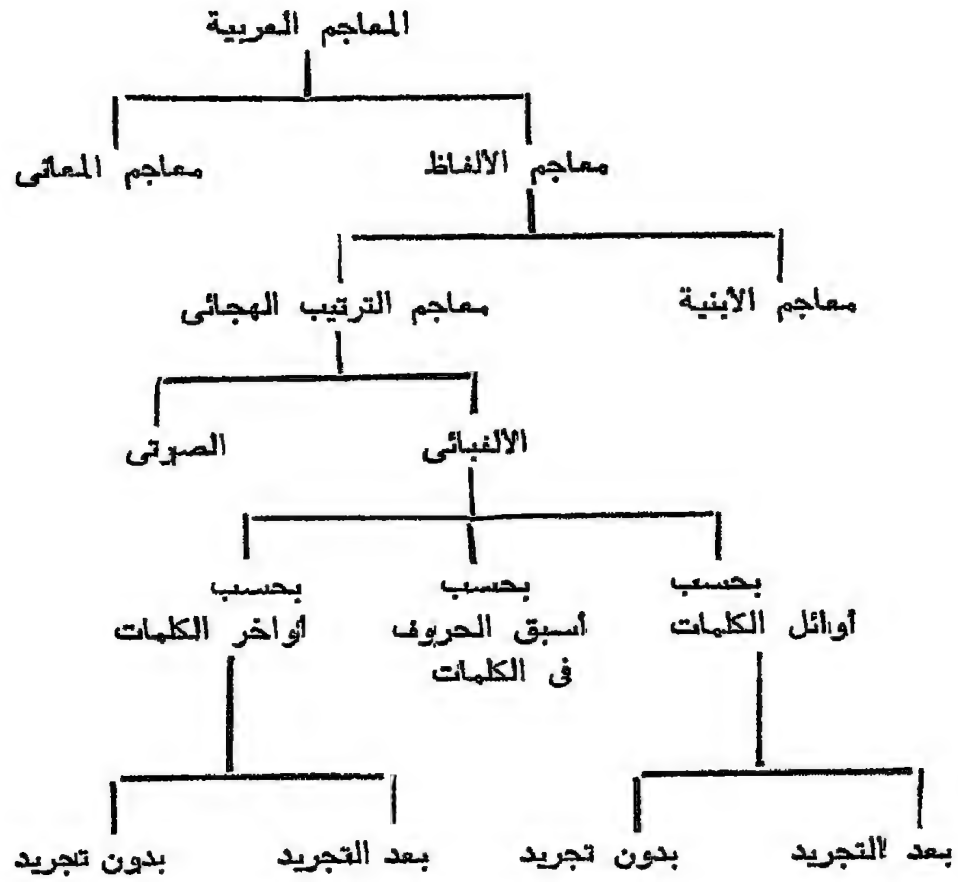 المعاجم العربية
معاجم الألفاظ
معاجم المعانى
معاجم الأبنية
معاجم الترتيب الهجائى
الألفبائى
الصوتى
بحسب
أوائل الكلمات
بحسب
أسبق الحروف
فى الكلمات
بحسب
أواخر الكلمات
بعد التجريد
بدون تجريد
بعد التجريد
بدون تجريد